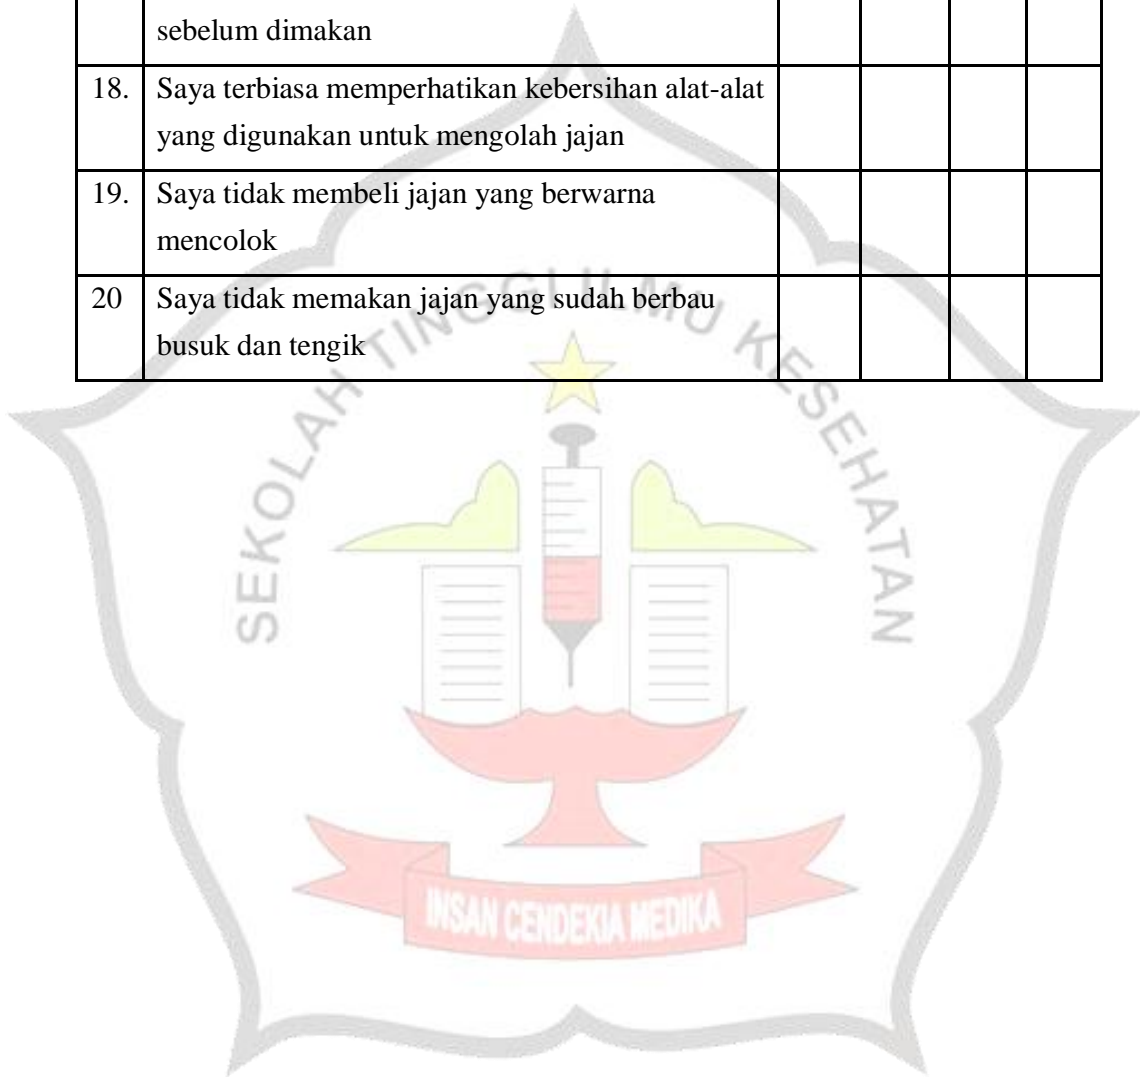 sebelum dimakan
18. Saya terbiasa memperhatikan kebersihan alat-alat
yang digunakan untuk mengolah jajan
19. Saya tidak membeli jajan yang berwarna
mencolok
20 Saya tidak memakan jajan yang sudah berbau
busuk dan tengik
SEKOLAH TINGGI ILMU KESEHATAN
INSAN CENDEKIA MEDIKA